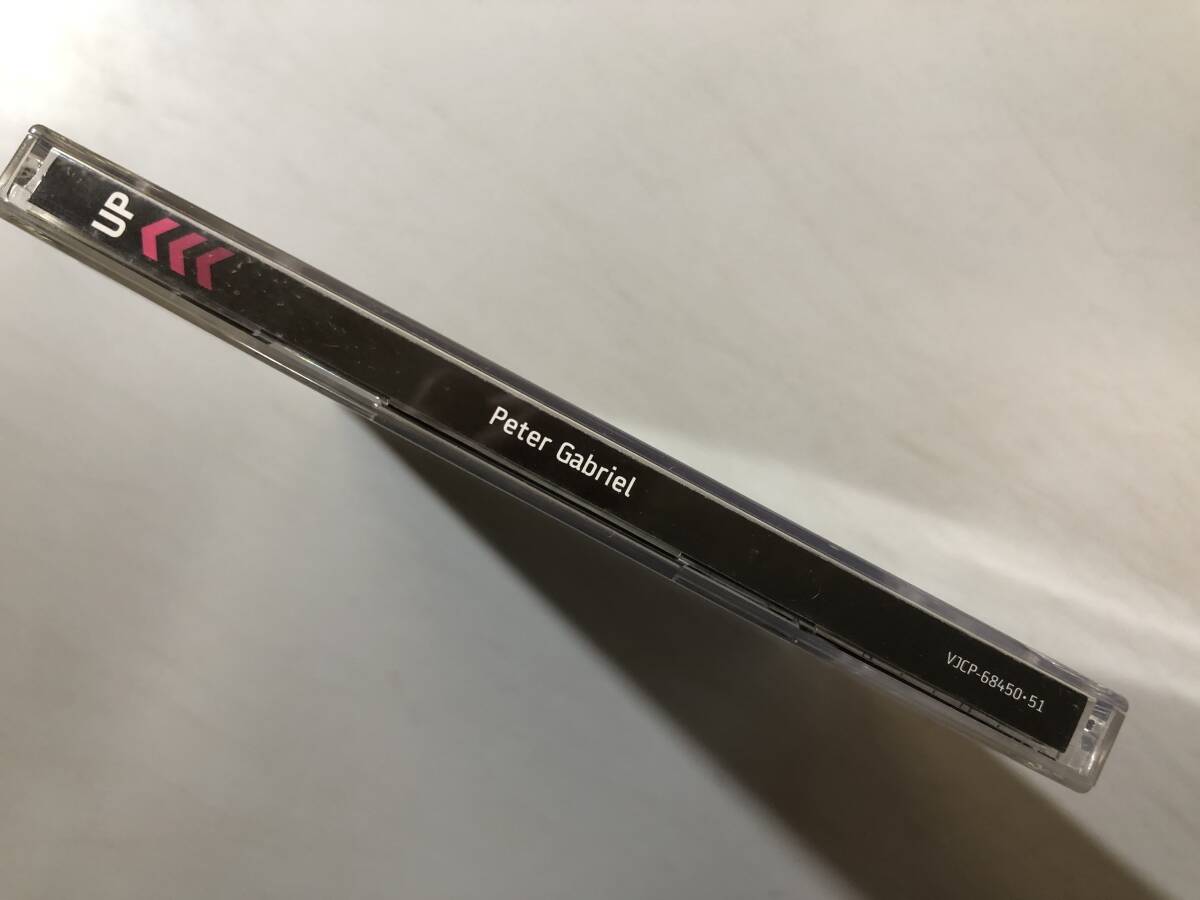 UP
Peter Gabriel
VJCP-68450・51